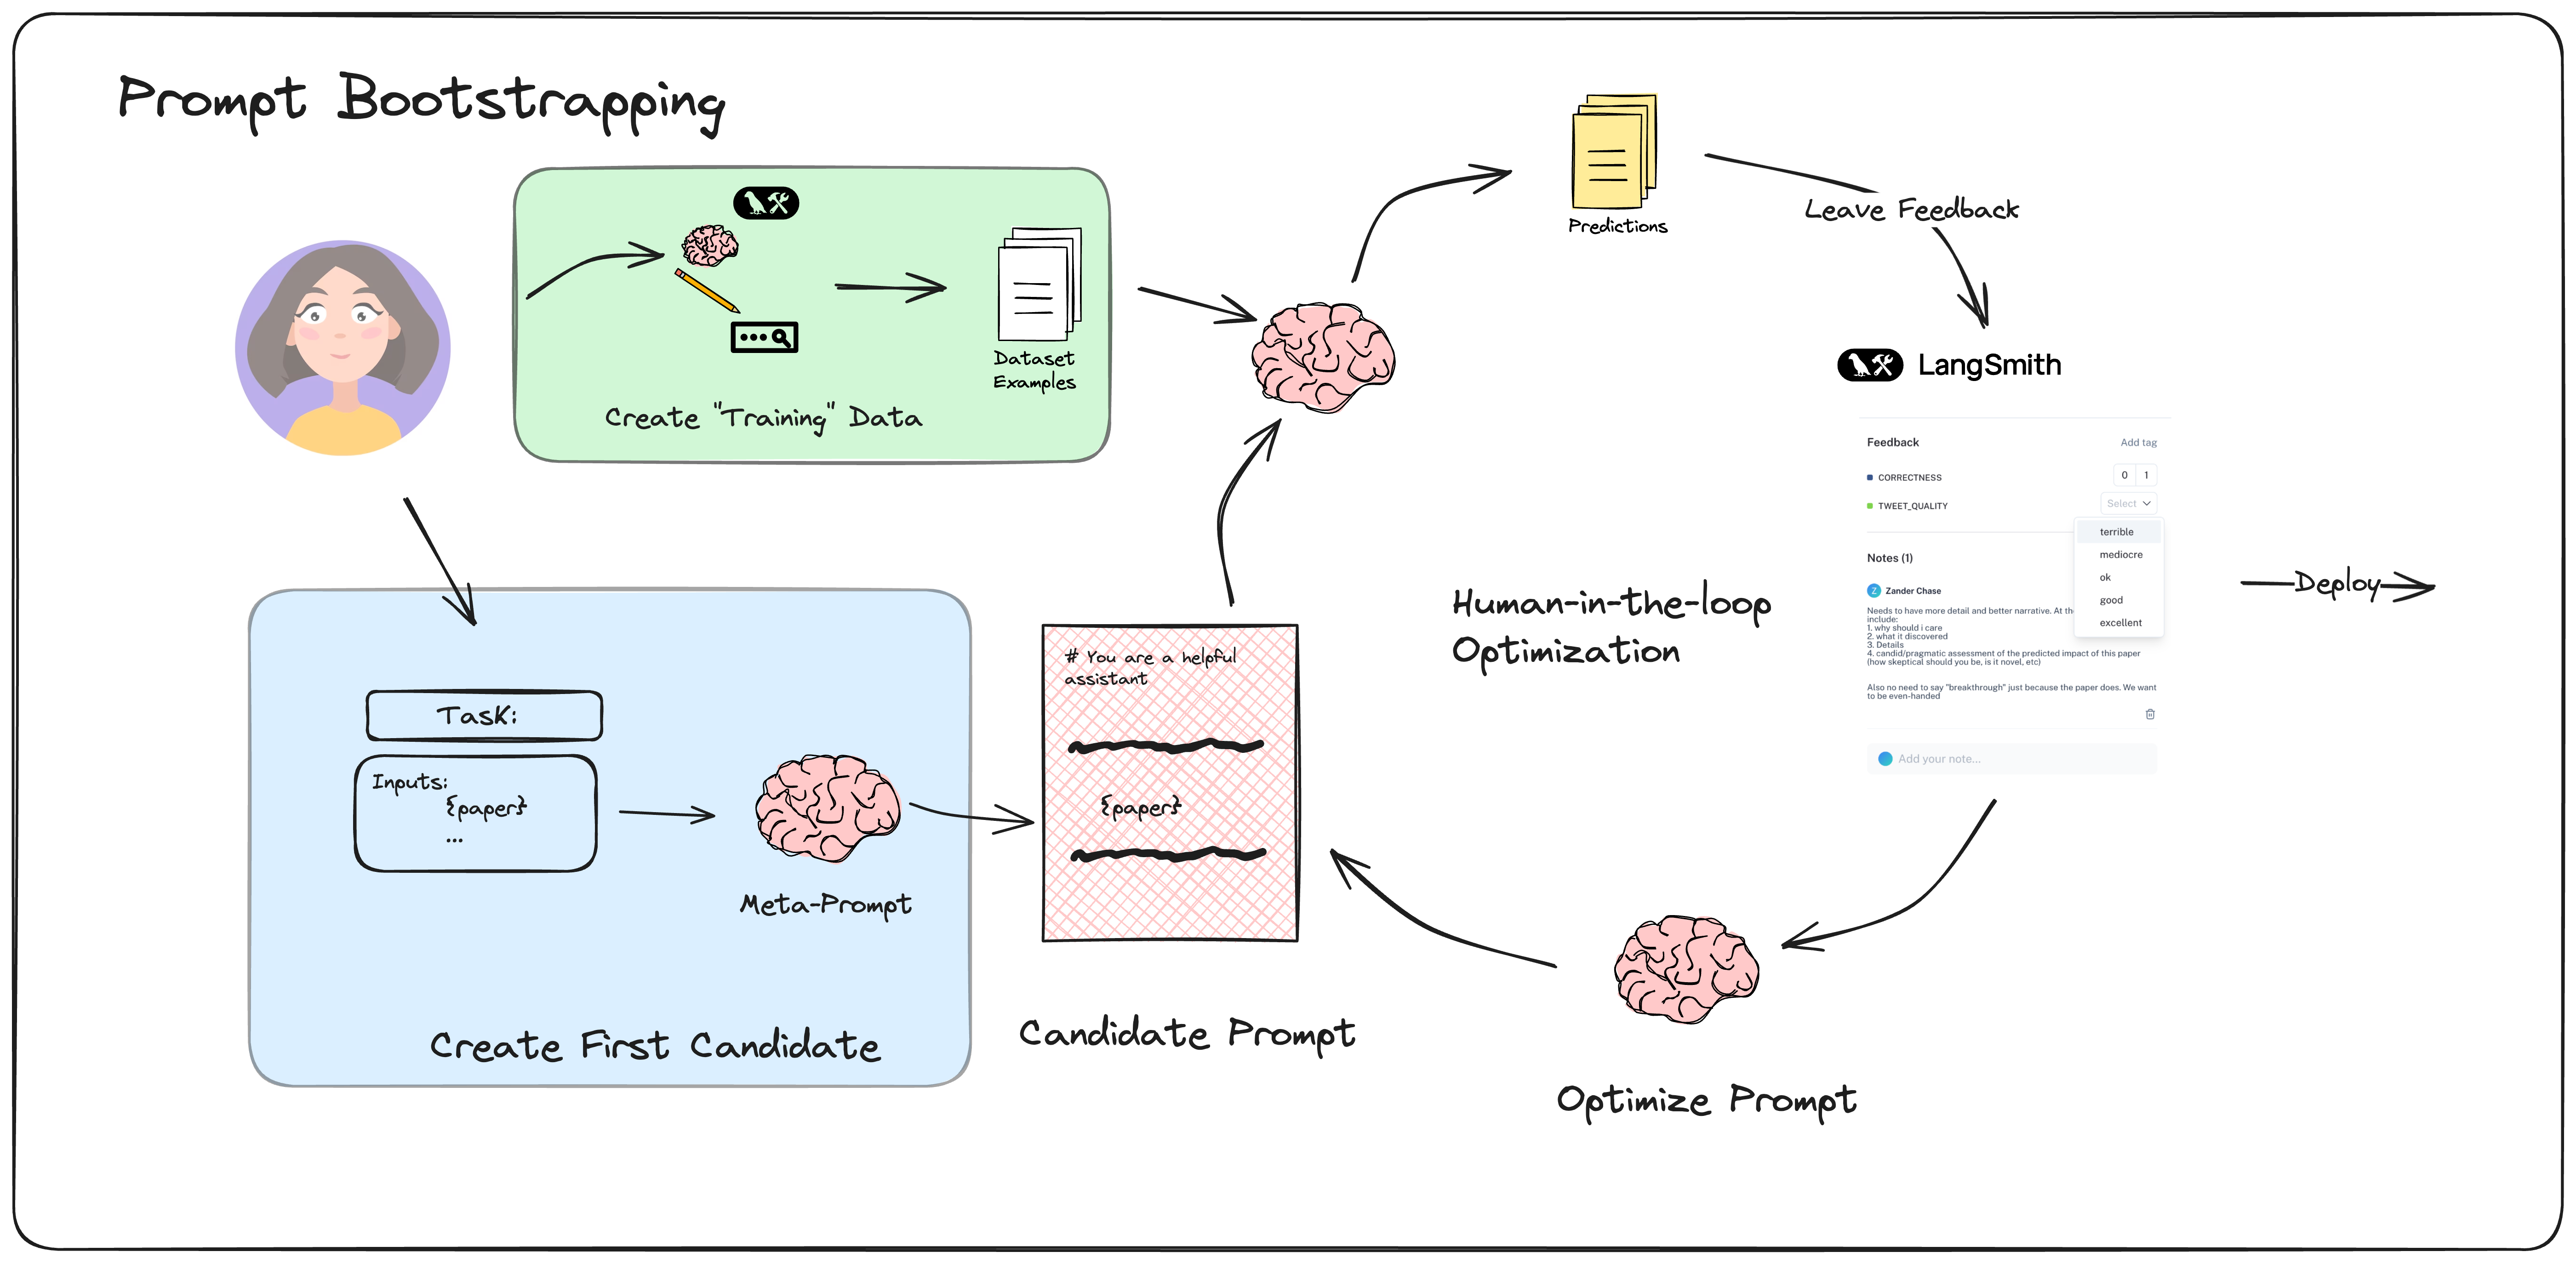 Prompt Bootstrapping
Create "Training" Data
Dataset
Examples
Predictions
Leave Feedback
LangSmith
Feedback
Add tag
CORRECTNESS
0 1
TWEET_QUALITY
Select
terrible
mediocre
ok
good
excellent
Notes (1)
Z
Zander Chase
Needs to have more detail and better narrative. At the
include:
1. why should i care
2. what it discovered
3. Details
4. candid/pragmatic assessment of the predicted impact of this paper
(how skeptical should you be, is it novel, etc)
Also no need to say "breakthrough" just because the paper does. We want
to be even-handed
Add your note...
Deploy
Human-in-the-loop
Optimization
Task:
Inputs:
{paper}
...
Meta-Prompt
Create First Candidate
# You are a helpful
assistant
{paper}
Candidate Prompt
Optimize Prompt